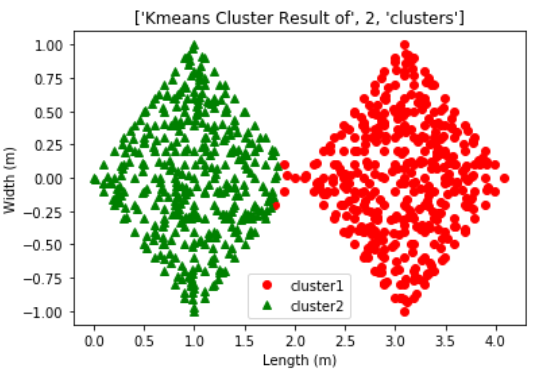 ['Kmeans Cluster Result of', 2, 'clusters']
1.00
0.75
0.50
0.25
0.00
−0.25
−0.50
−0.75
−1.00
Width (m)
cluster1
cluster2
0.0 0.5 1.0 1.5 2.0 2.5 3.0 3.5 4.0
Length (m)